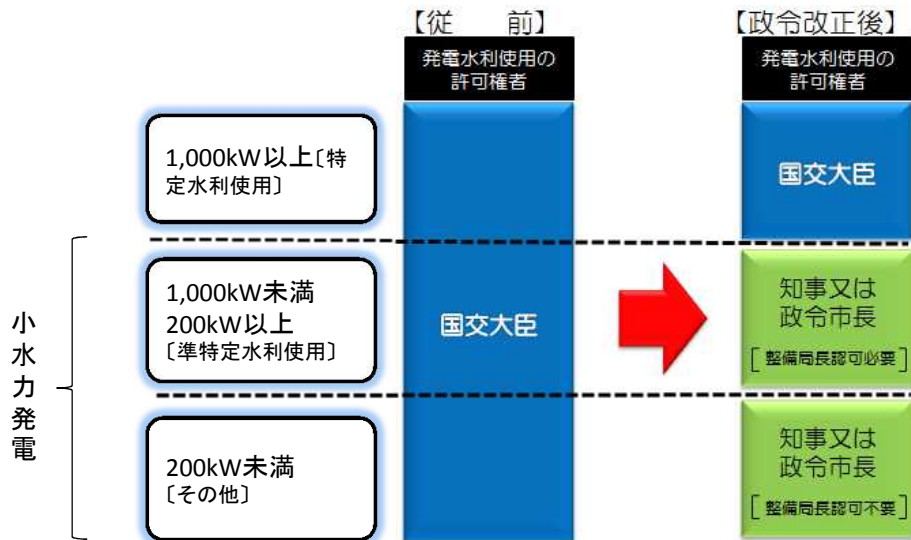 【従　前】
発電水利使用の
許可権者
【政令改正後】
発電水利使用の
許可権者
1,000kW以上〔特
定水利使用〕
国交大臣
小水力発電
1,000kW未満
200kW以上
〔準特定水利使用〕
国交大臣
知事又は
政令市長
[ 整備局長認可必要 ]
200kW未満
〔その他〕
知事又は
政令市長
[ 整備局長認可不要 ]